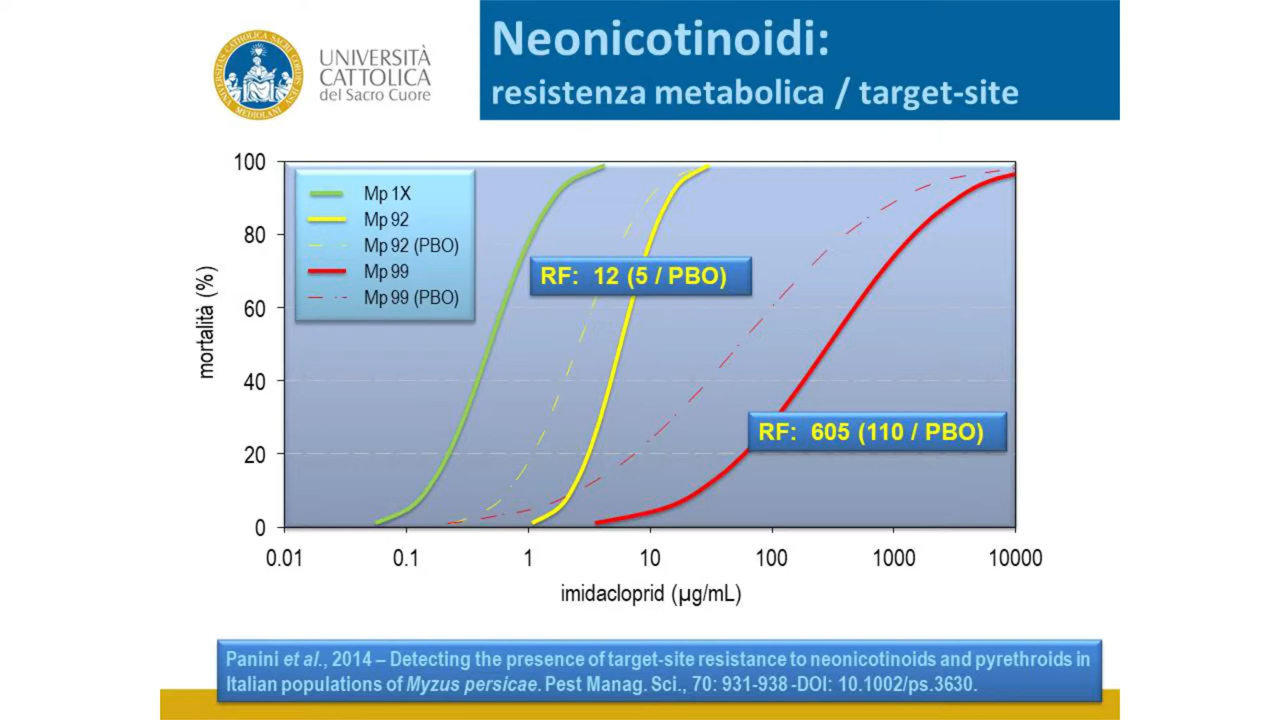 UNIVERSITÀ
CATTOLICA
del Sacro Cuore
Neonicotinoidi:
resistenza metabolica / target-site
100
80
60
40
20
0
mortalità (%)
Mp 1X
Mp 92
Mp 92 (PBO)
Mp 99
Mp 99 (PBO)
RF: 12 (5 / PBO)
RF: 605 (110 / PBO)
0.01 0.1 1 10 100 1000 10000
imidacloprid (µg/mL)
Panini et al., 2014 – Detecting the presence of target-site resistance to neonicotinoids and pyrethroids in
Italian populations of Myzus persicae. Pest Manag. Sci., 70: 931-938 -DOI: 10.1002/ps.3630.